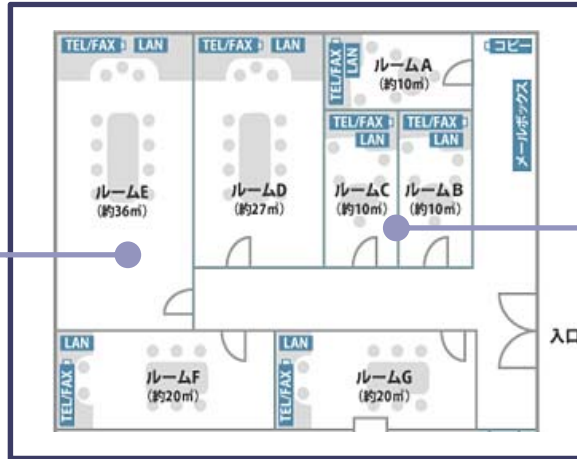 TEL/FAX LAN
TEL/FAX LAN
TEL/FAX
LAN
ルームA
(約10㎡)
コピー
メールボックス
TEL/FAX
LAN
TEL/FAX
LAN
ルームE
(約36㎡)
ルームD
(約27㎡)
ルームC
(約10㎡)
ルームB
(約10㎡)
入口
LAN
TEL/FAX
ルームF
(約20㎡)
LAN
TEL/FAX
ルームG
(約20㎡)